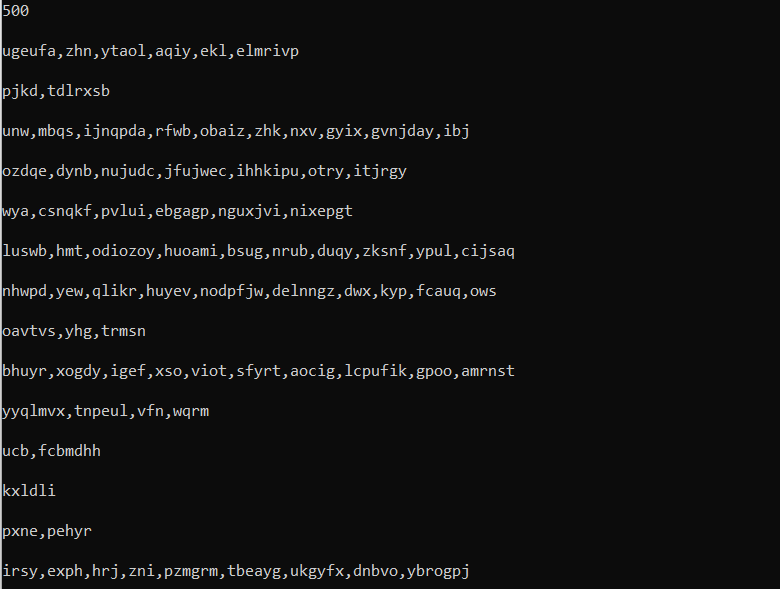 500
ugeufa,zhn,ytaol,aqiy,ekl,elmrivp
pjkd,tdlrxsb
unw,mbqs,ijnqpda,rfwb,obaiz,zhk,nxv,gyix,gvnjday,ibj
ozdqe,dynb,nujudc,jfujwec,ihhkipu,otry,itjrgy
wya,csnqkf,pvlui,ebgagp,nguxjvi,nixepgt
luswb,hmt,odiozoy,huoami,bsug,nrub,duqy,zksnf,ypul,cijsaq
nhwpd,yew,qlikr,huyev,nodpfjw,delnngz,dwx,kyp,fcauq,ows
oavtvs,yhg,trmsn
bhuyr,xogdy,igef,xso,viot,sfyrt,aocig,lcpufik,gpoo,amrnst
yyqlmvx,tnpeul,vfn,wqrm
ucb,fcbmdhh
kxldli
pxne,pehyr
irsy,exph,hrj,zni,pzmgrm,tbeayg,ukgyfx,dnbvo,ybrogpj